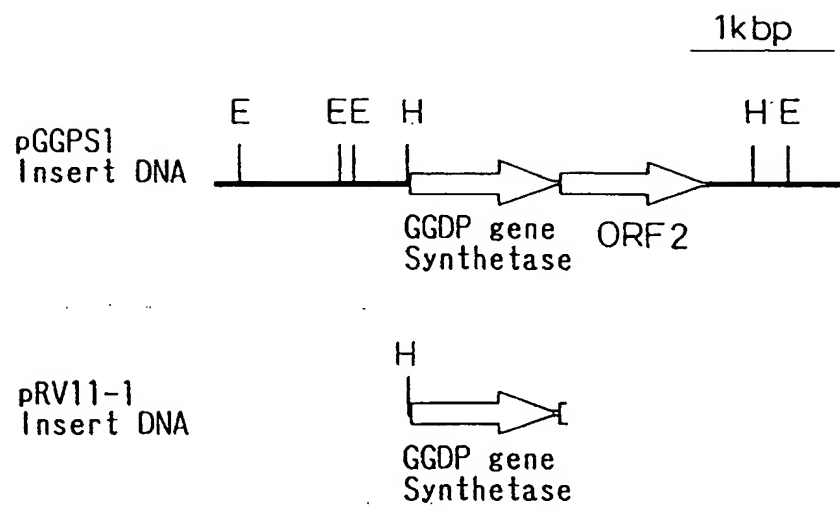 1kbp
E EE H H E
pGGPS1
Insert DNA
GGDP gene
Synthetase
ORF2
H
pRV11-1
Insert DNA
GGDP gene
Synthetase